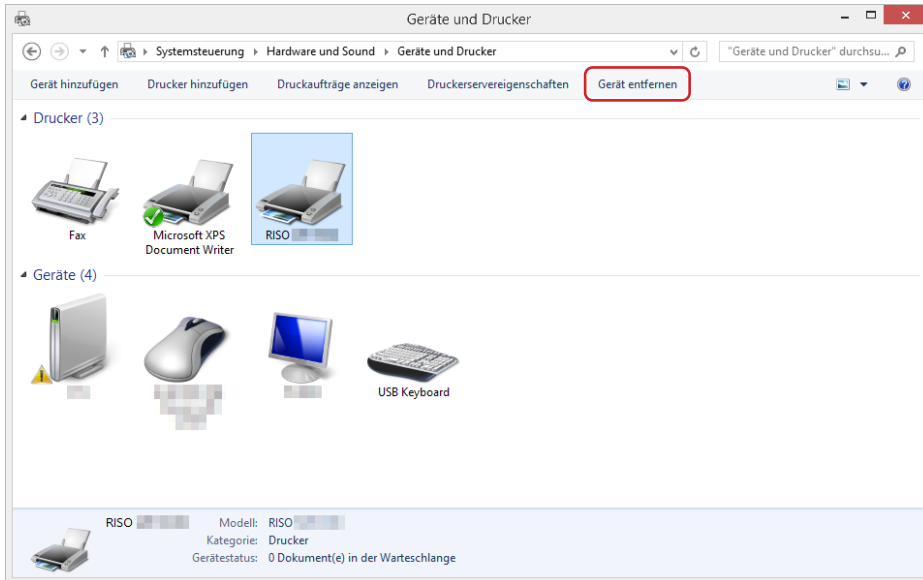 Geräte und Drucker
Systemsteuerung
Hardware und Sound
Geräte und Drucker
"Geräte und Drucker" durchsu...
Gerät hinzufügen
Drucker hinzufügen
Druckaufträge anzeigen
Druckerservereigenschaften
Gerät entfernen
Drucker (3)
Fax
Microsoft XPS
Document Writer
RISO
Geräte (4)
USB Keyboard
RISO
Modell: RISO
Kategorie: Drucker
Gerätestatus: 0 Dokument(e) in der Warteschlange